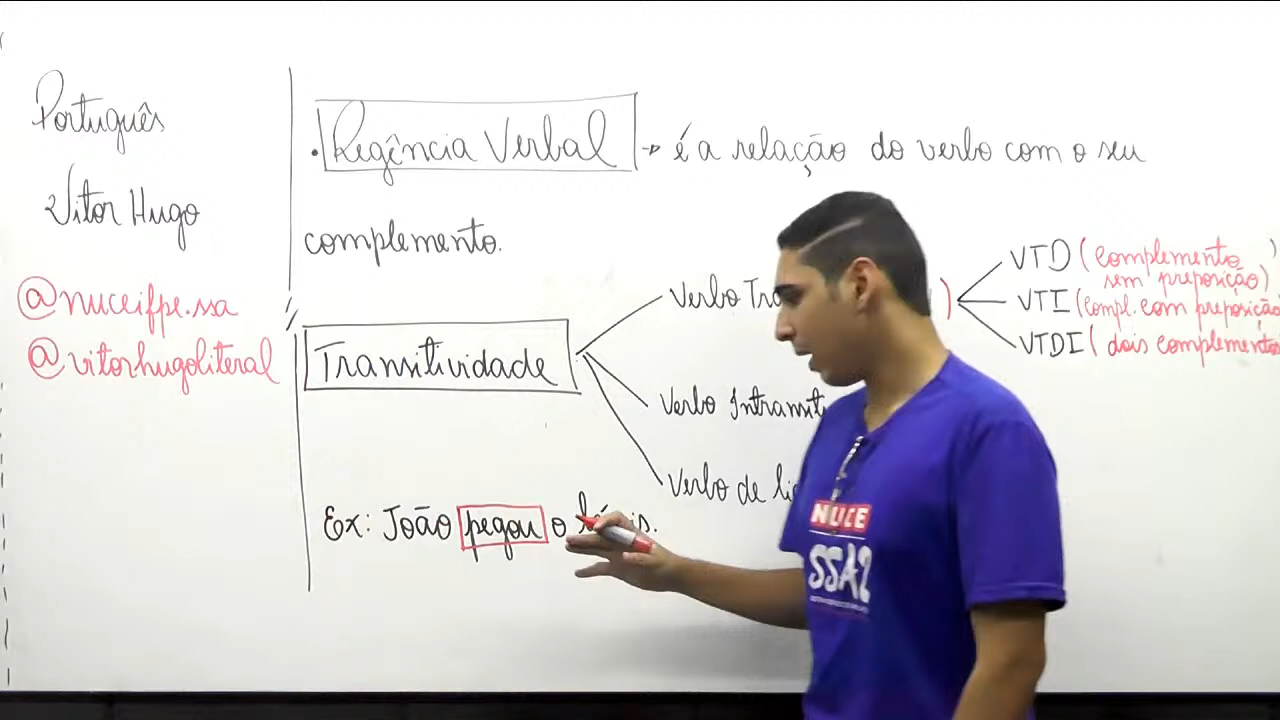 Português
Vitor Hugo
@nuceifpe.ssa
@vitorhugoliteral
. Regência Verbal → é a relação do verbo com o seu
complemento.
Transitividade
Verbo
VTD (complemento
sem preposição)
VTI (compl. com preposição
VTDI (dois complementos
Verbo
Verbo de
Ex: João pegou o
NUCE
SSA2